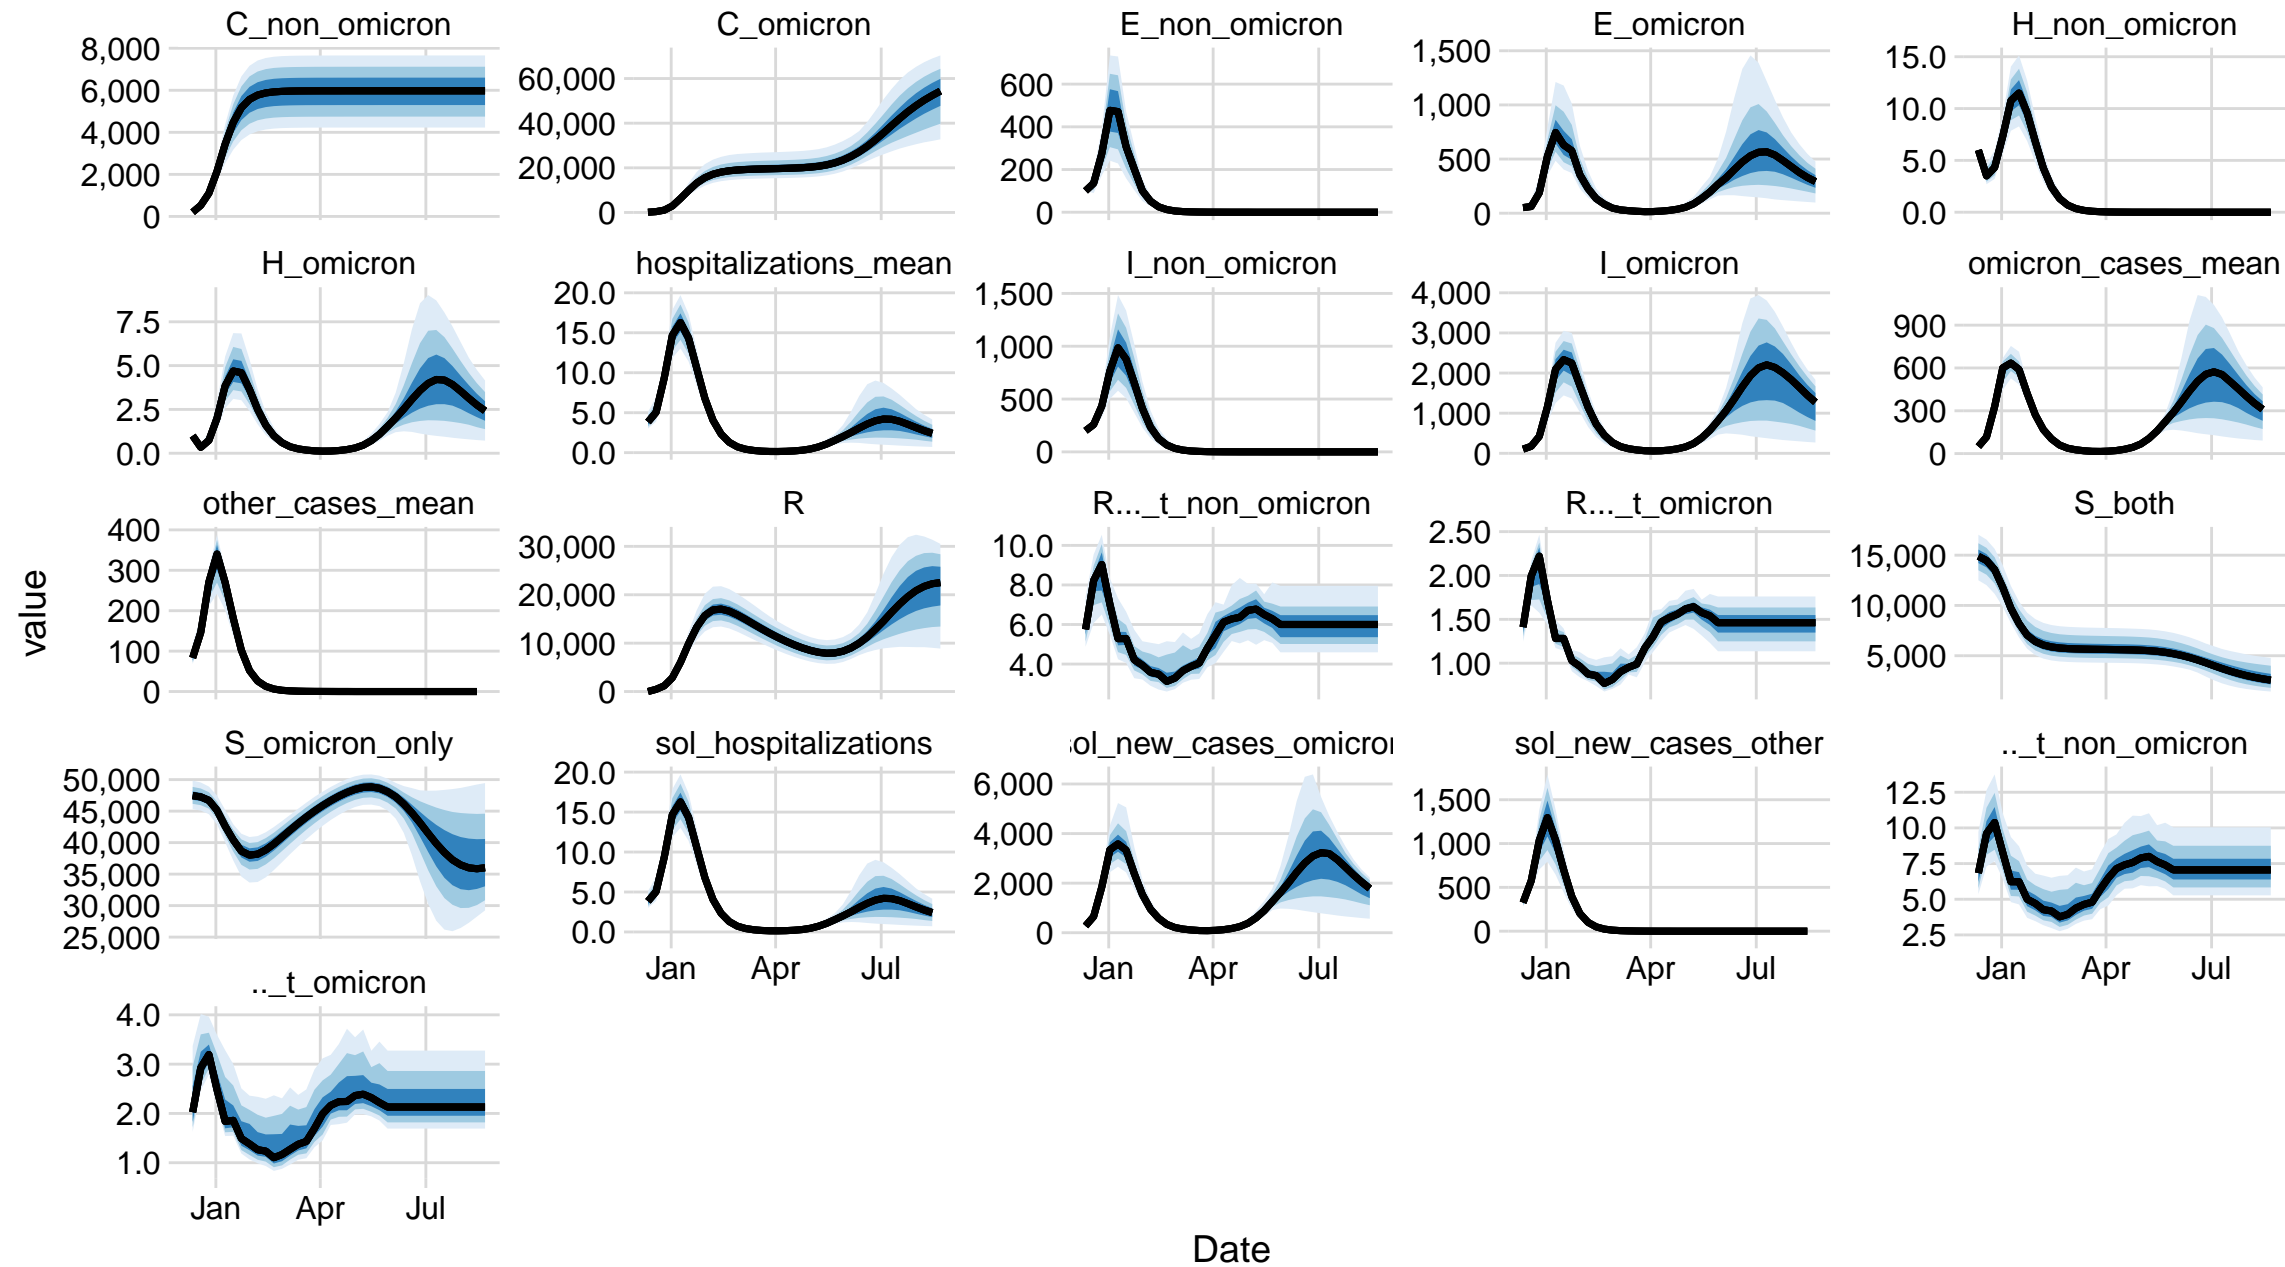 C_non_omicron C_omicron E_non_omicron E_omicron H_non_omicron
8,000 6,000 4,000 2,000 0
60,000 40,000 20,000 0
600 400 200 0
1,500 1,000 500 0
15.0 10.0 5.0 0.0
H_omicron hospitalizations_mean I_non_omicron I_omicron omicron_cases_mean
7.5 5.0 2.5 0.0
20.0 15.0 10.0 5.0 0.0
1,500 1,000 500 0
4,000 3,000 2,000 1,000 0
900 600 300 0
other_cases_mean R R..._t_non_omicron R..._t_omicron S_both
400 300 200 100 0
30,000 20,000 10,000 0
10.0 8.0 6.0 4.0
2.50 2.00 1.50 1.00
15,000 10,000 5,000
value
S_omicron_only sol_hospitalizations sol_new_cases_omicron sol_new_cases_other .._t_non_omicron
50,000 45,000 40,000 35,000 30,000 25,000
20.0 15.0 10.0 5.0 0.0
6,000 4,000 2,000 0
1,500 1,000 500 0
12.5 10.0 7.5 5.0 2.5
Jan Apr Jul Jan Apr Jul Jan Apr Jul Jan Apr Jul
.._t_omicron
4.0 3.0 2.0 1.0
Jan Apr Jul
Date